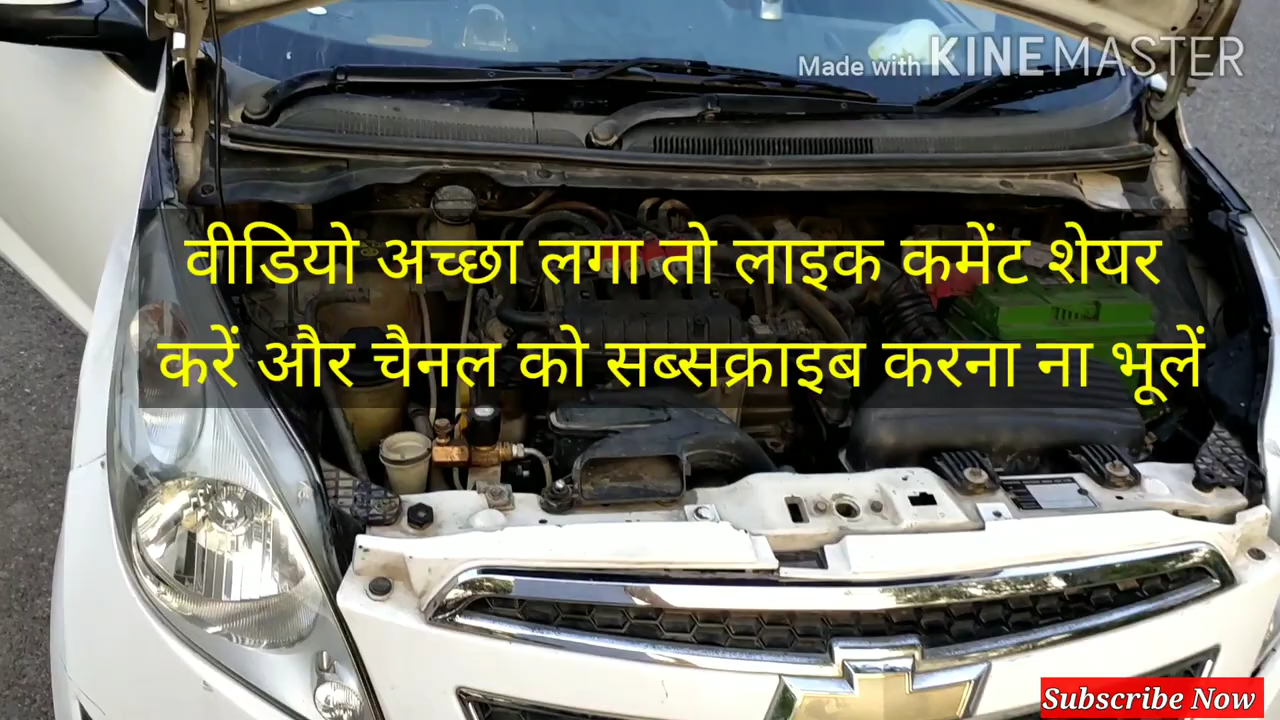 Made with KINEMASTER
वीडियो अच्छा लगा तो लाइक कमेंट शेयर
करें और चैनल को सब्सक्राइब करना ना भूलें
Subscribe Now